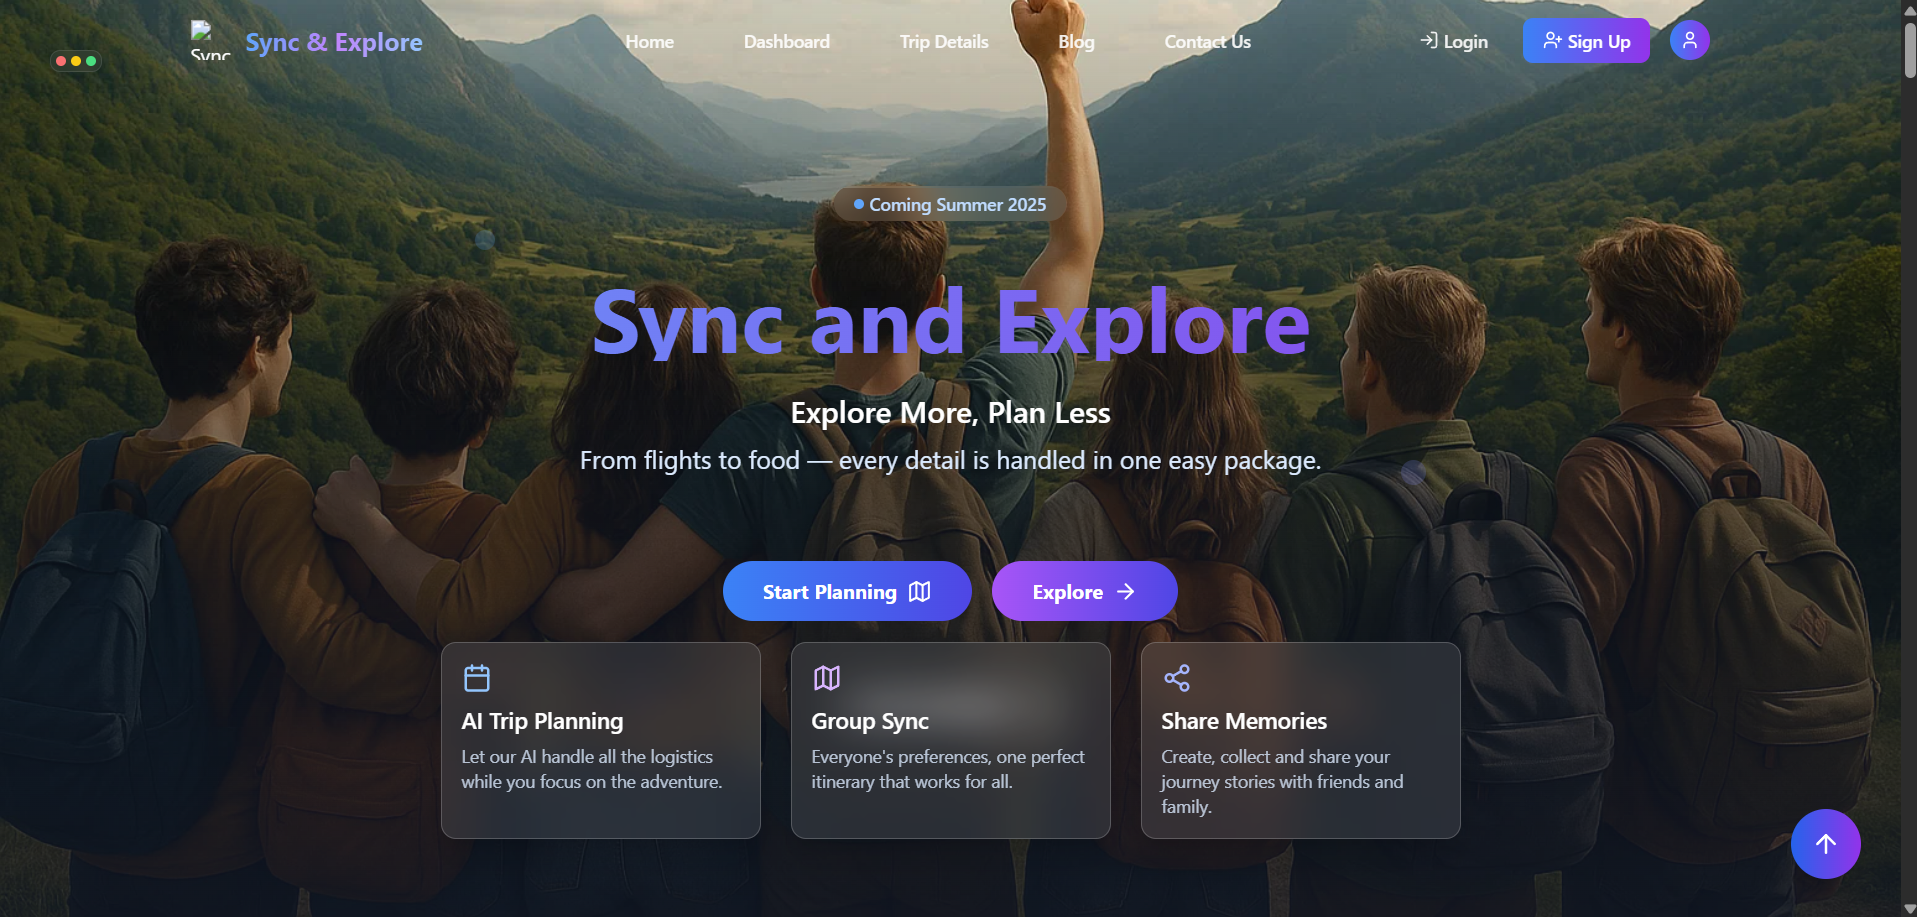 Sync
Sync & Explore
Home
Dashboard
Trip Details
Blog
Contact Us
Login
Sign Up
Coming Summer 2025
Sync and Explore
Explore More, Plan Less
From flights to food — every detail is handled in one easy package.
Start Planning
Explore
AI Trip Planning
Let our AI handle all the logistics
while you focus on the adventure.
Group Sync
Everyone's preferences, one perfect
itinerary that works for all.
Share Memories
Create, collect and share your
journey stories with friends and
family.